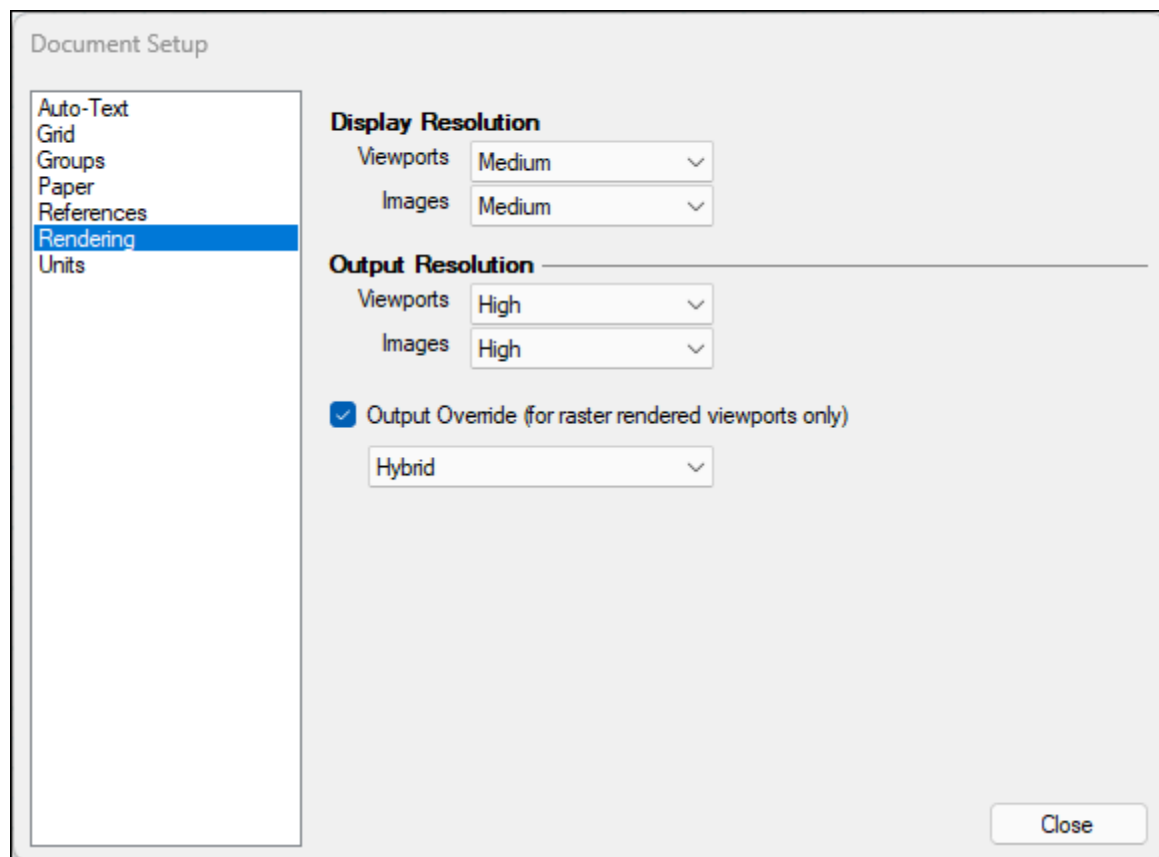 Document Setup
Auto-Text
Grid
Groups
Paper
References
Rendering
Units
Display Resolution
Viewports Medium
Images Medium
Output Resolution
Viewports High
Images High
Output Override (for raster rendered viewports only)
Hybrid
Close